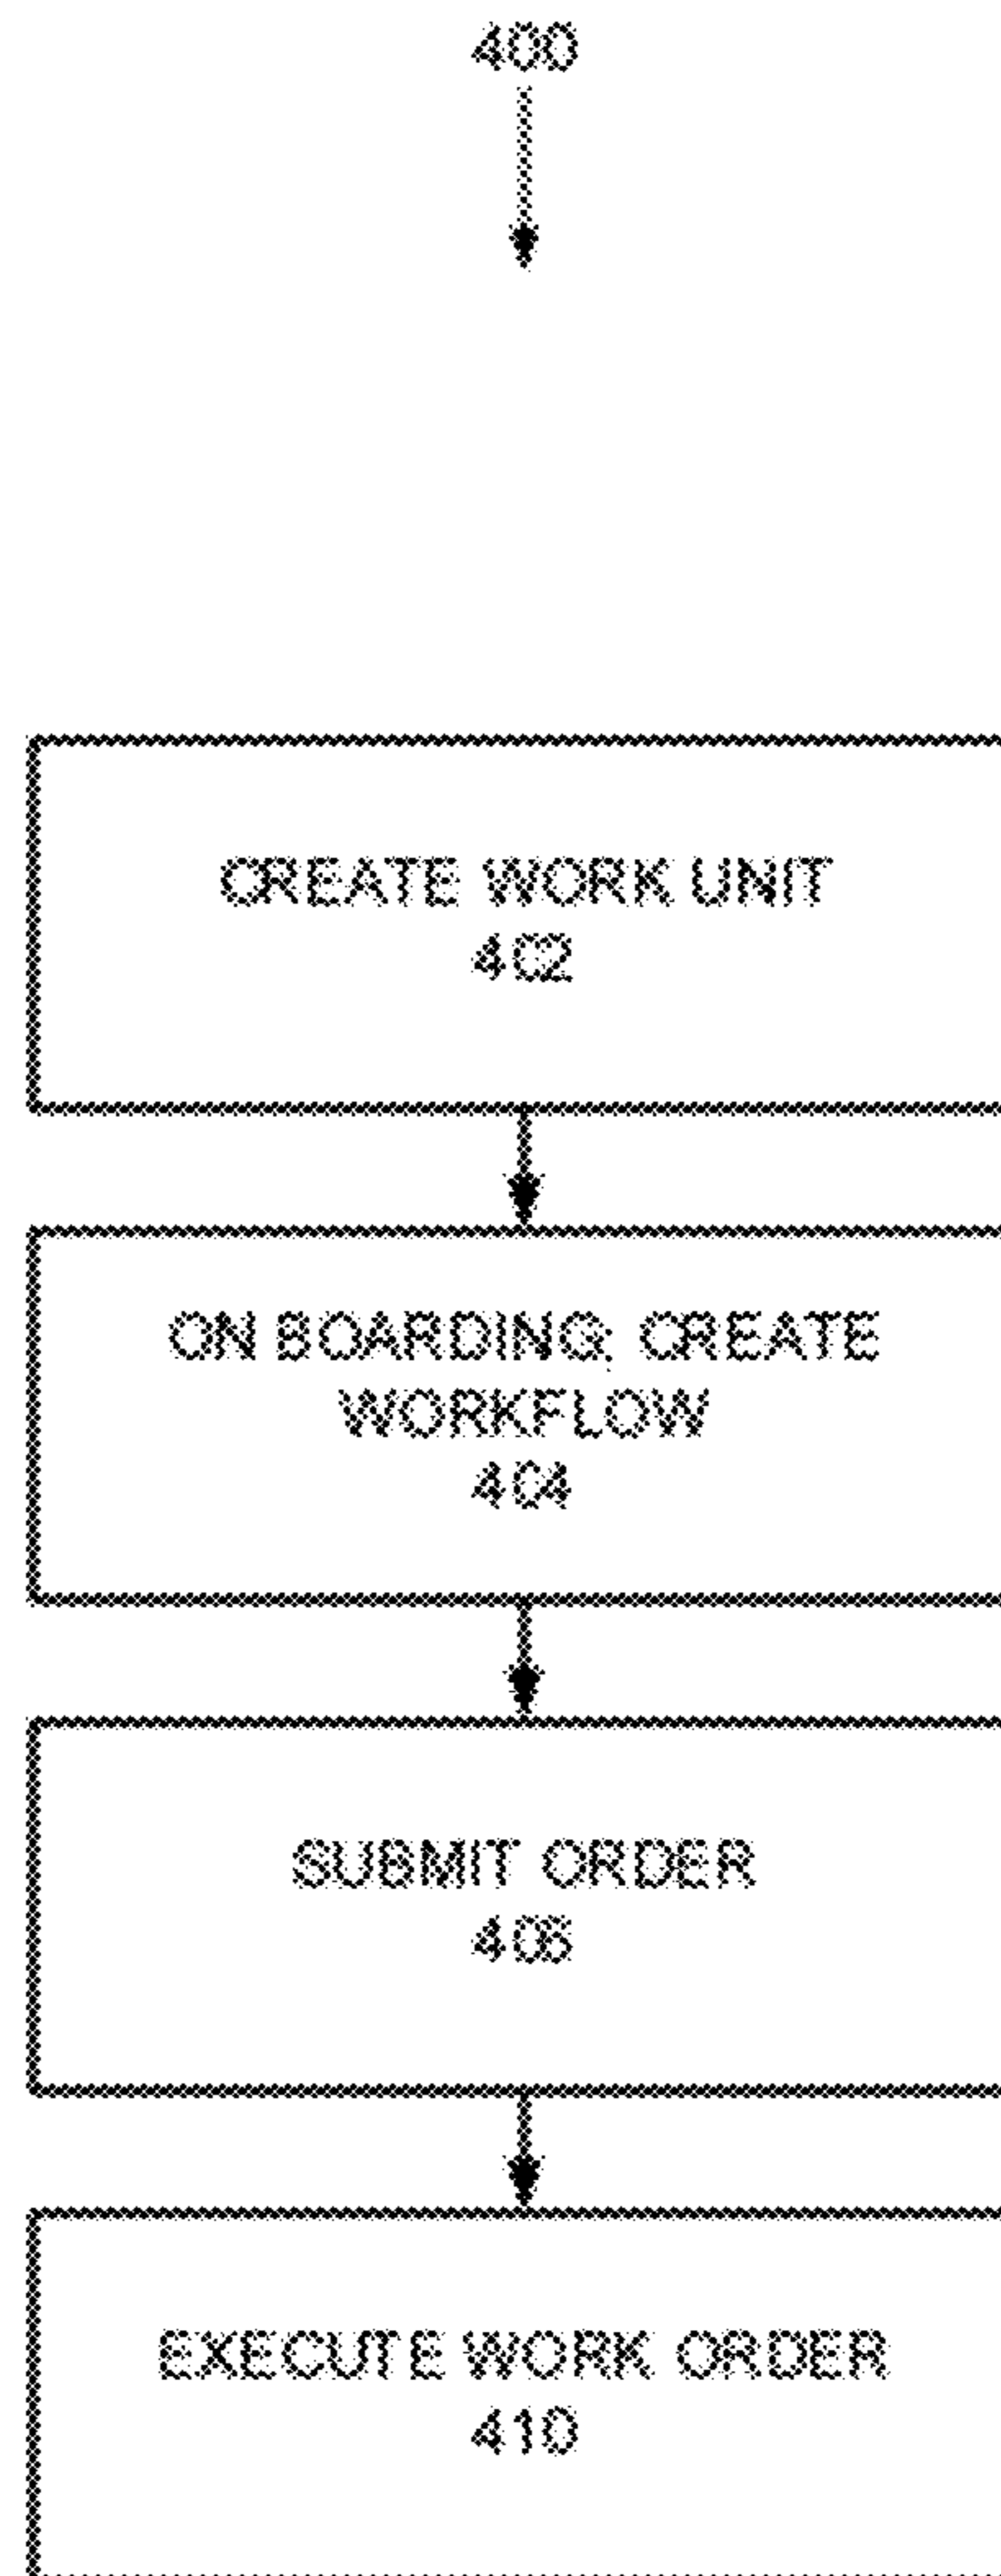 400
CREATE WORK UNIT
402
ON BOARDING; CREATE
WORKFLOW
404
SUBMIT ORDER
406
EXECUTE WORK ORDER
410